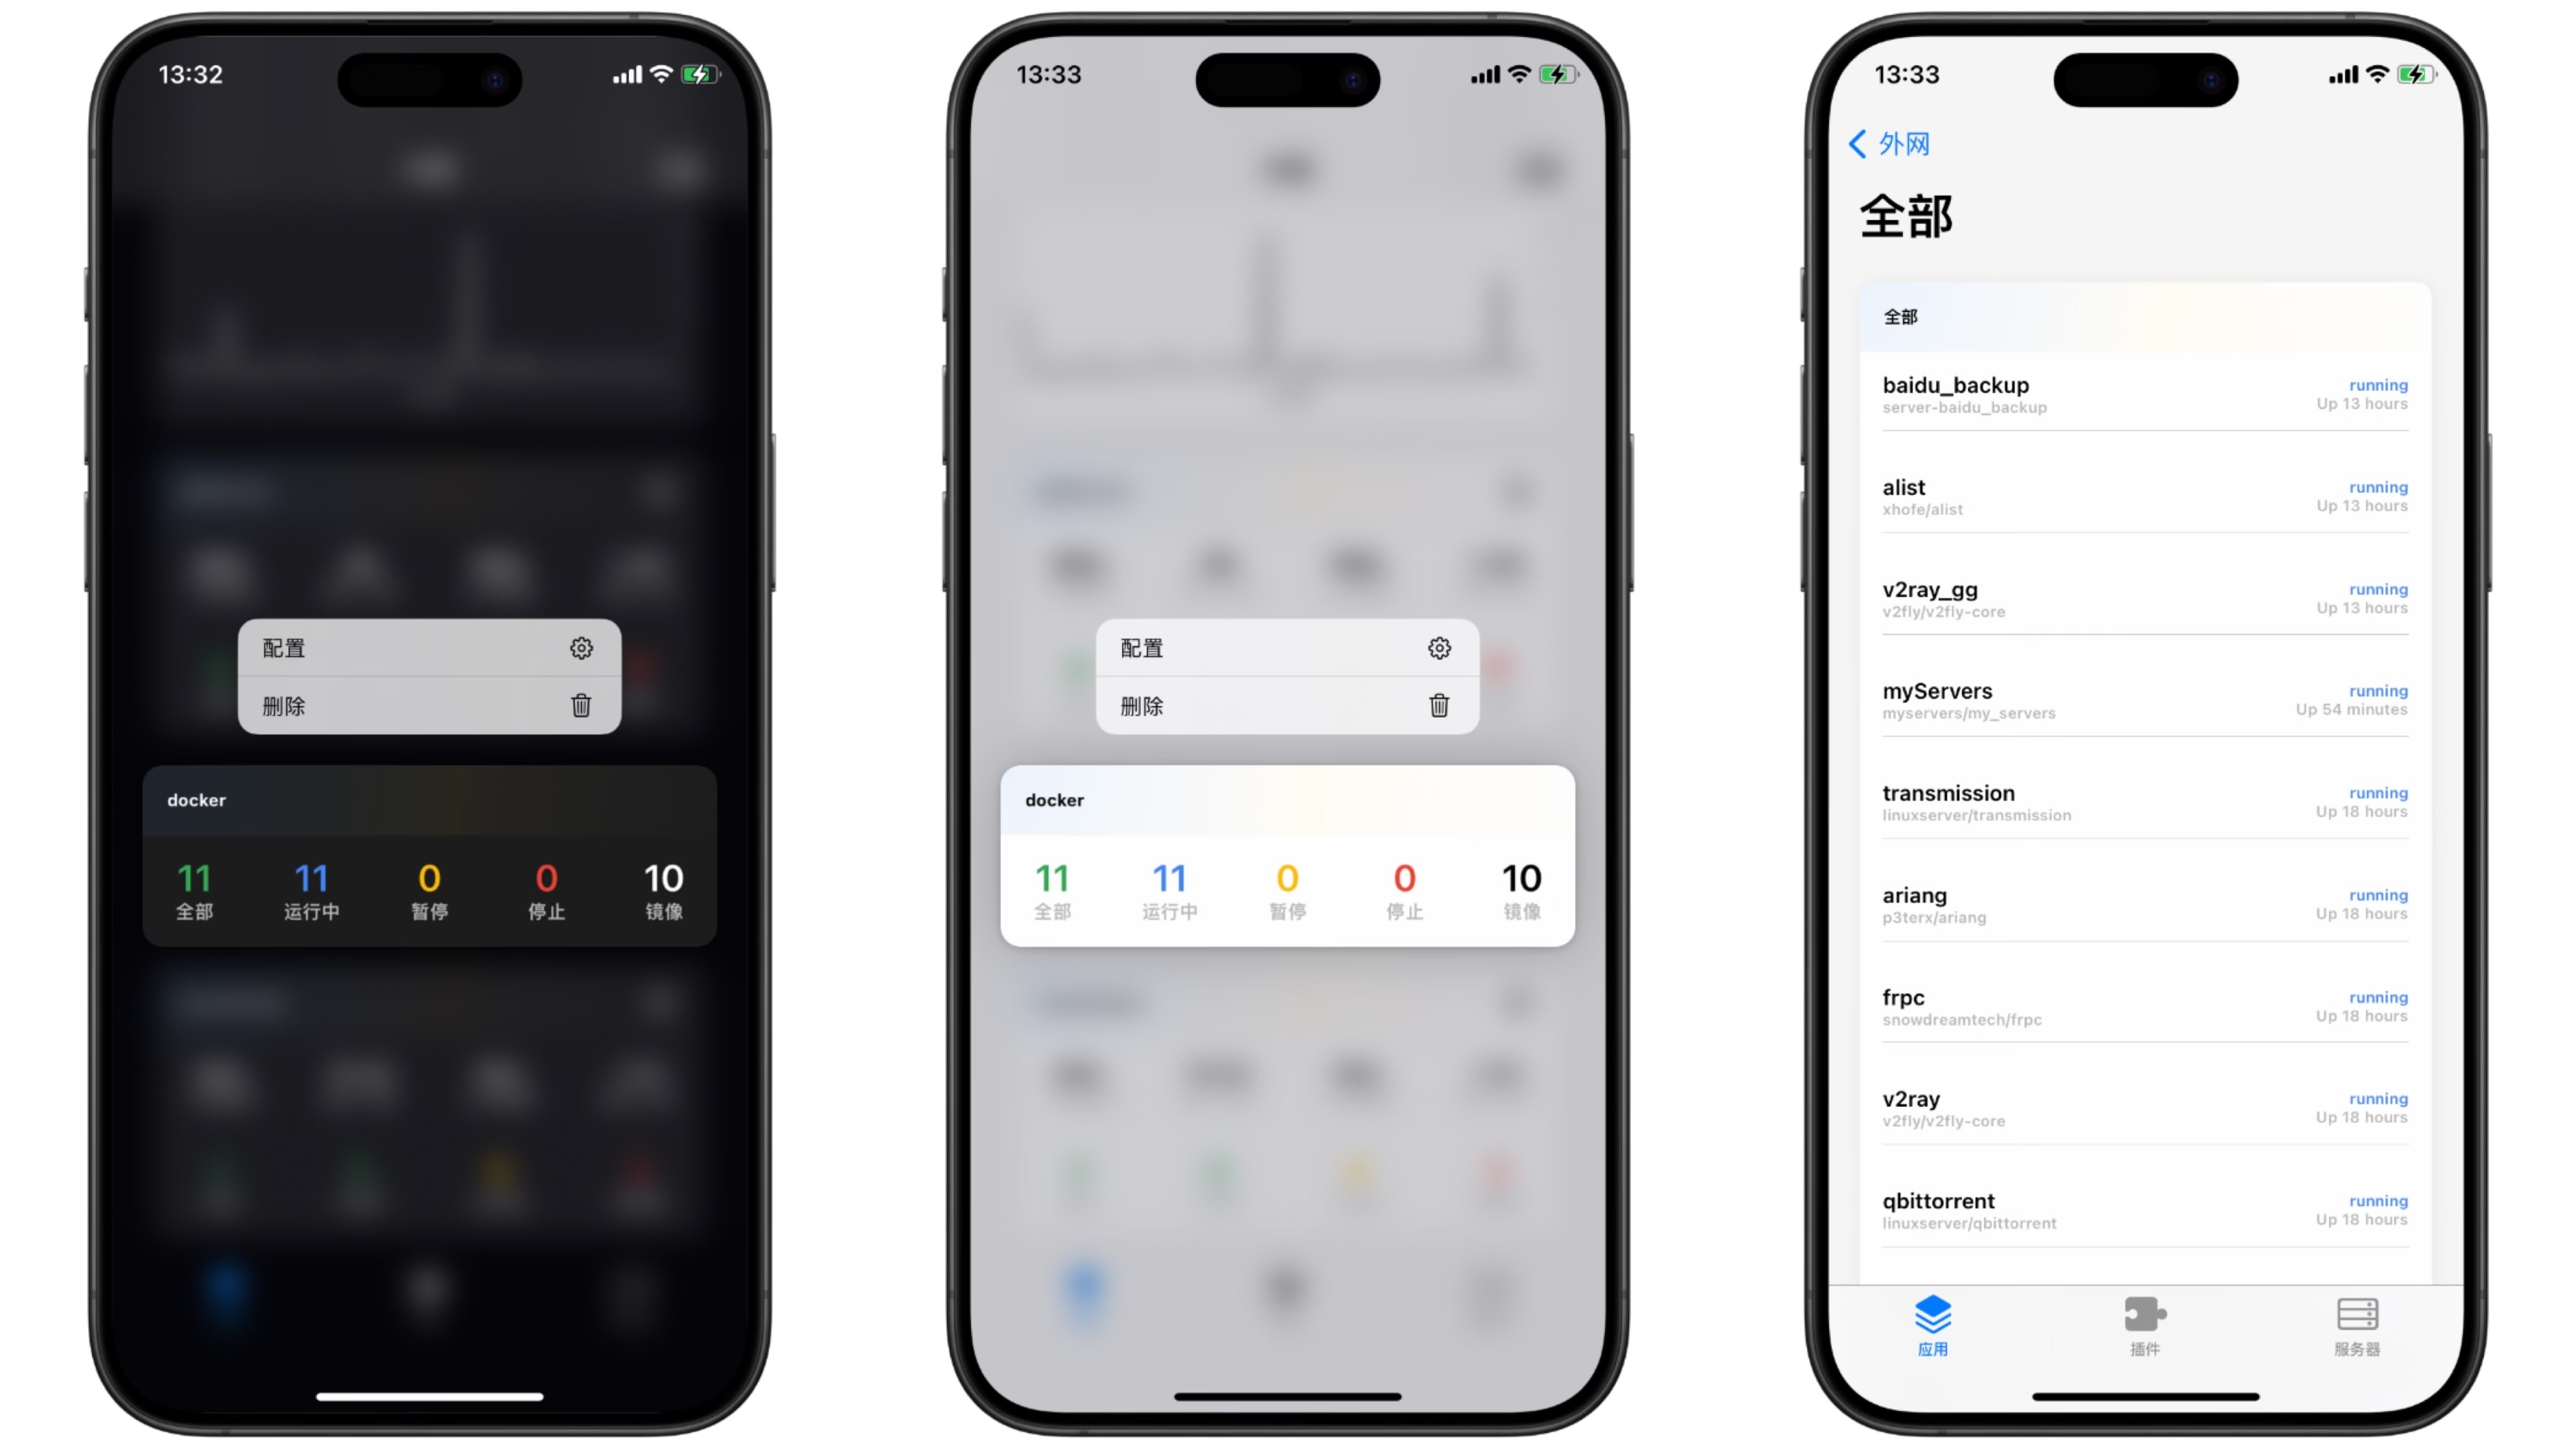 13:32
配置
删除
docker
11 11 0 0 10
全部 运行中 暂停 停止 镜像
13:33
配置
删除
docker
11 11 0 0 10
全部 运行中 暂停 停止 镜像
13:33
外网
全部
全部
baidu_backup running
server-baidu_backup Up 13 hours
alist running
xhofe/alist Up 13 hours
v2ray_gg running
v2fly/v2fly-core Up 13 hours
myServers running
myservers/my_servers Up 54 minutes
transmission running
linuxserver/transmission Up 18 hours
ariang running
p3terx/ariang Up 18 hours
frpc running
snowdreamtech/frpc Up 18 hours
v2ray running
v2fly/v2fly-core Up 18 hours
qbittorrent running
linuxserver/qbittorrent Up 18 hours
应用 插件 服务器